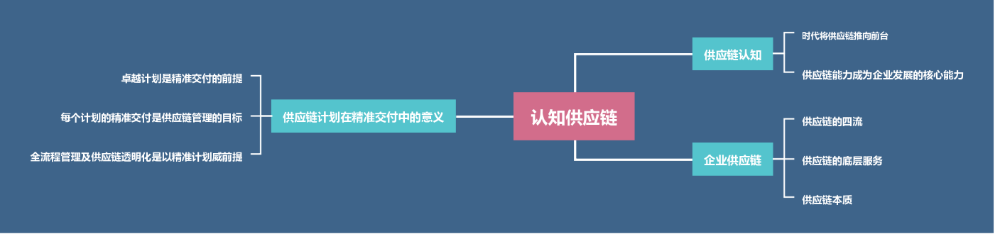 认知供应链
供应链认知
时代将供应链推向前台
供应链能力成为企业发展的核心能力
企业供应链
供应链的四流
供应链的底层服务
供应链本质
供应链计划在精准交付中的意义
卓越计划是精准交付的前提
每个计划的精准交付是供应链管理的目标
全流程管理及供应链透明化是以精准计划威前提